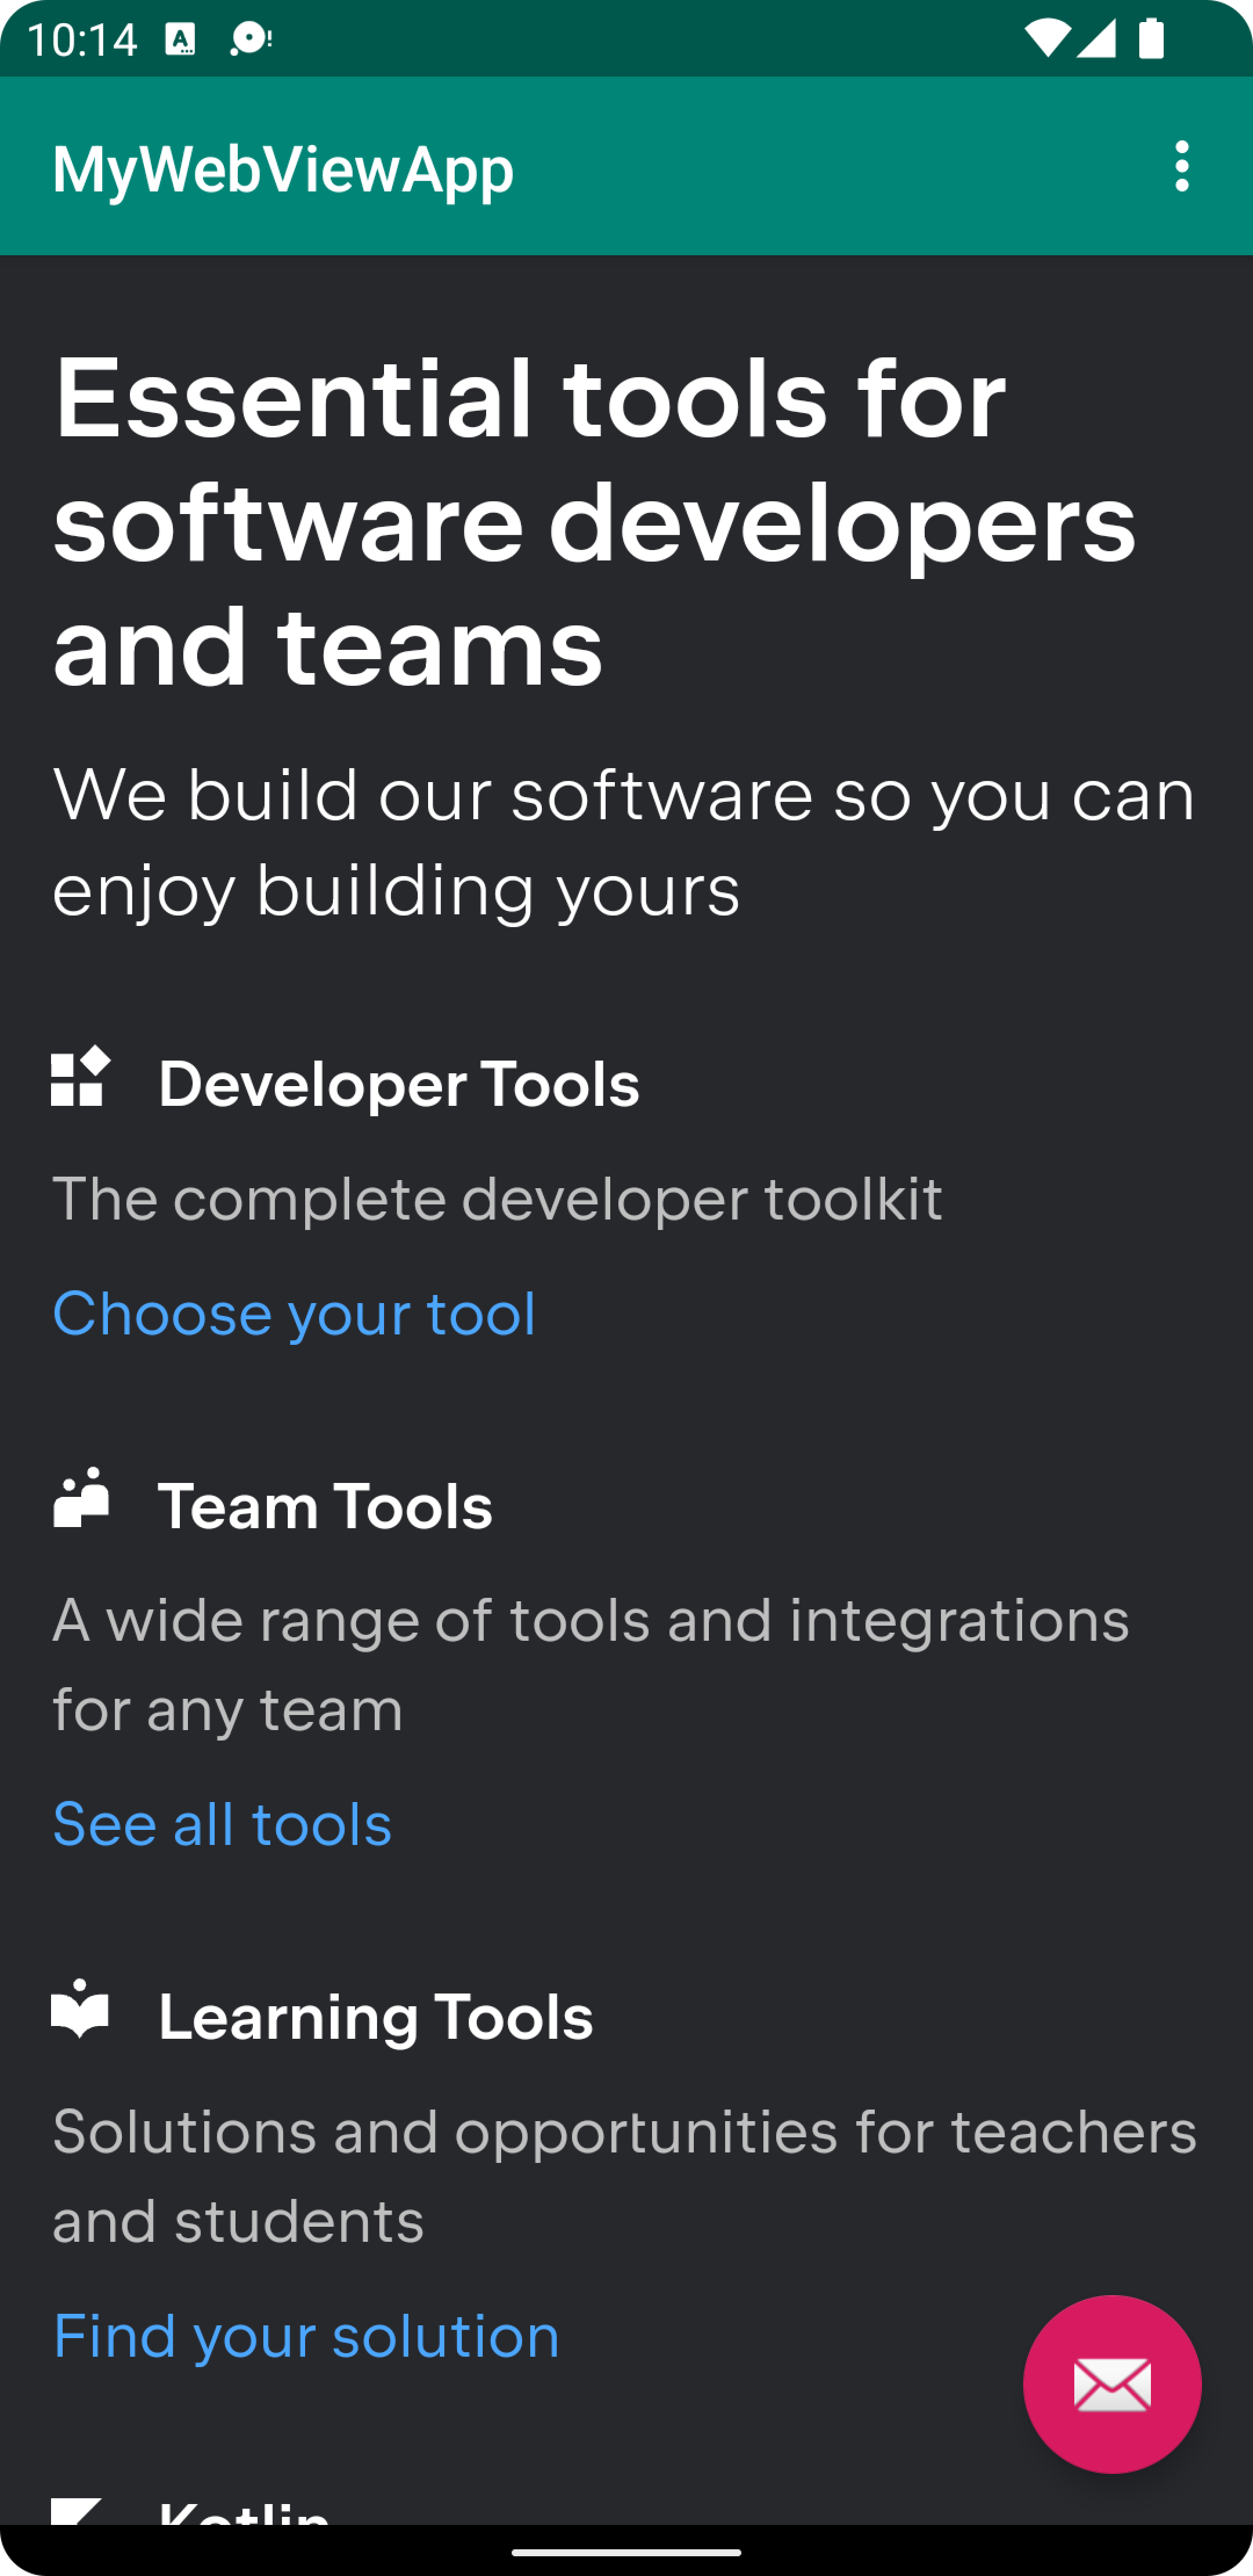 10:14
MyWebViewApp
Essential tools for
software developers
and teams
We build our software so you can
enjoy building yours
Developer Tools
The complete developer toolkit
Choose your tool
Team Tools
A wide range of tools and integrations
for any team
See all tools
Learning Tools
Solutions and opportunities for teachers
and students
Find your solution
Kotlin